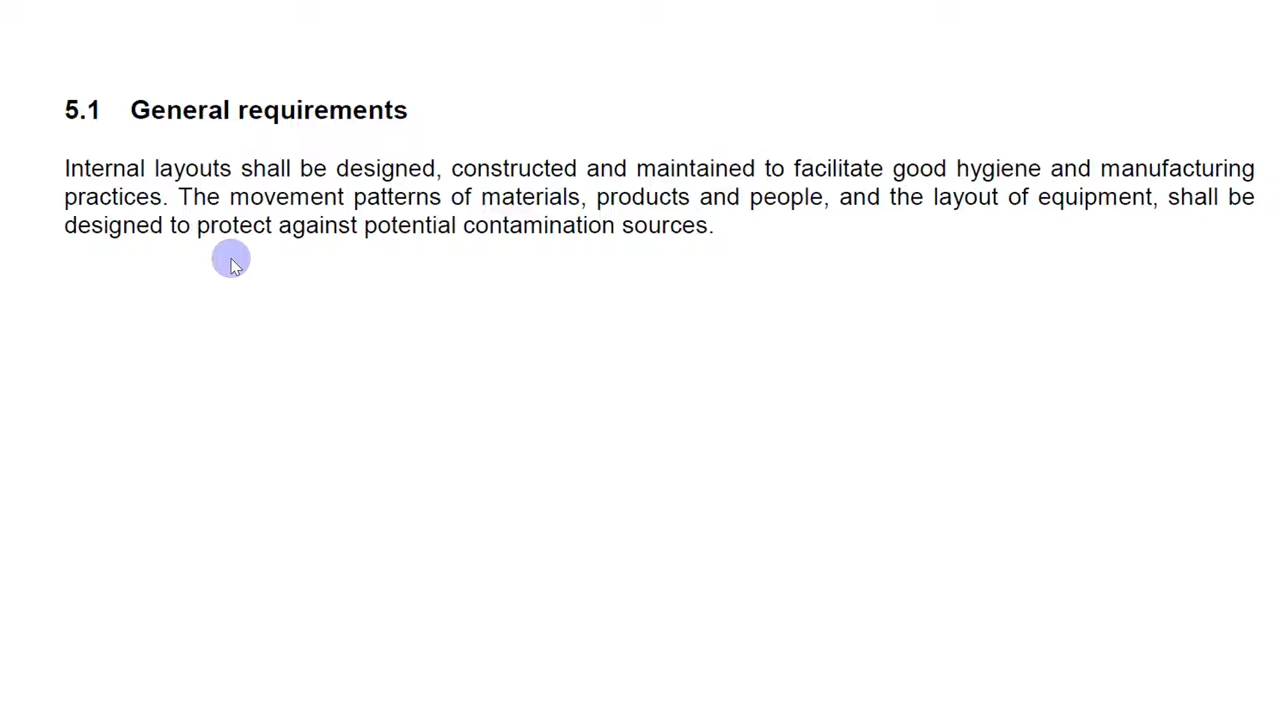 5.1 General requirements
Internal layouts shall be designed, constructed and maintained to facilitate good hygiene and manufacturing
practices. The movement patterns of materials, products and people, and the layout of equipment, shall be
designed to protect against potential contamination sources.